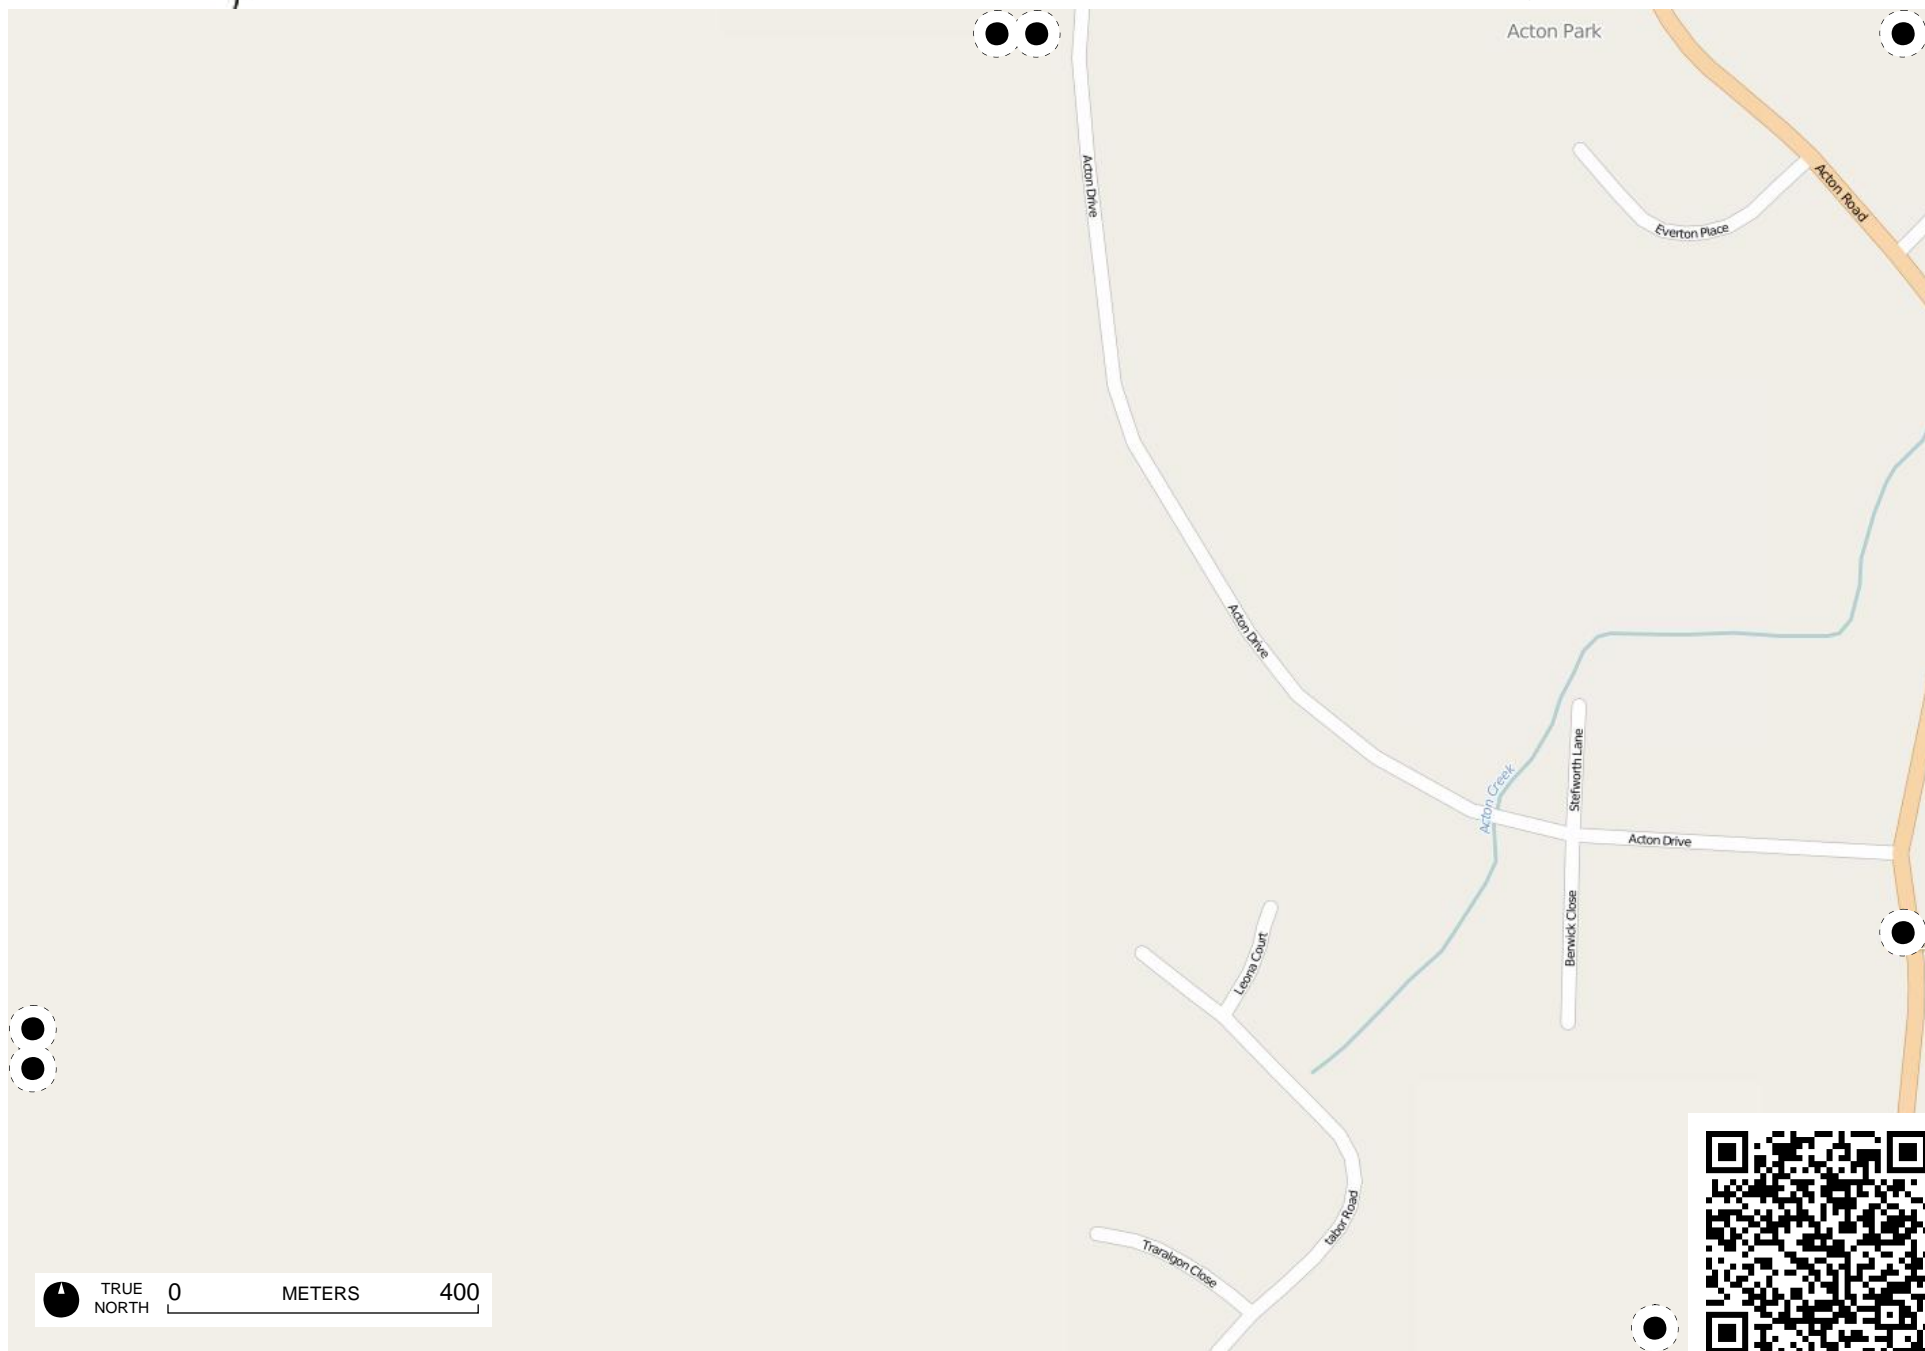 Acton Park
Acton Drive
Acton Road
Everton Place
Acton Drive
Stefworth Lane
Acton Creek
Acton Drive
Berwick Close
Leona Court
tabor Road
Traralgon Close
TRUE
NORTH
0 METERS 400